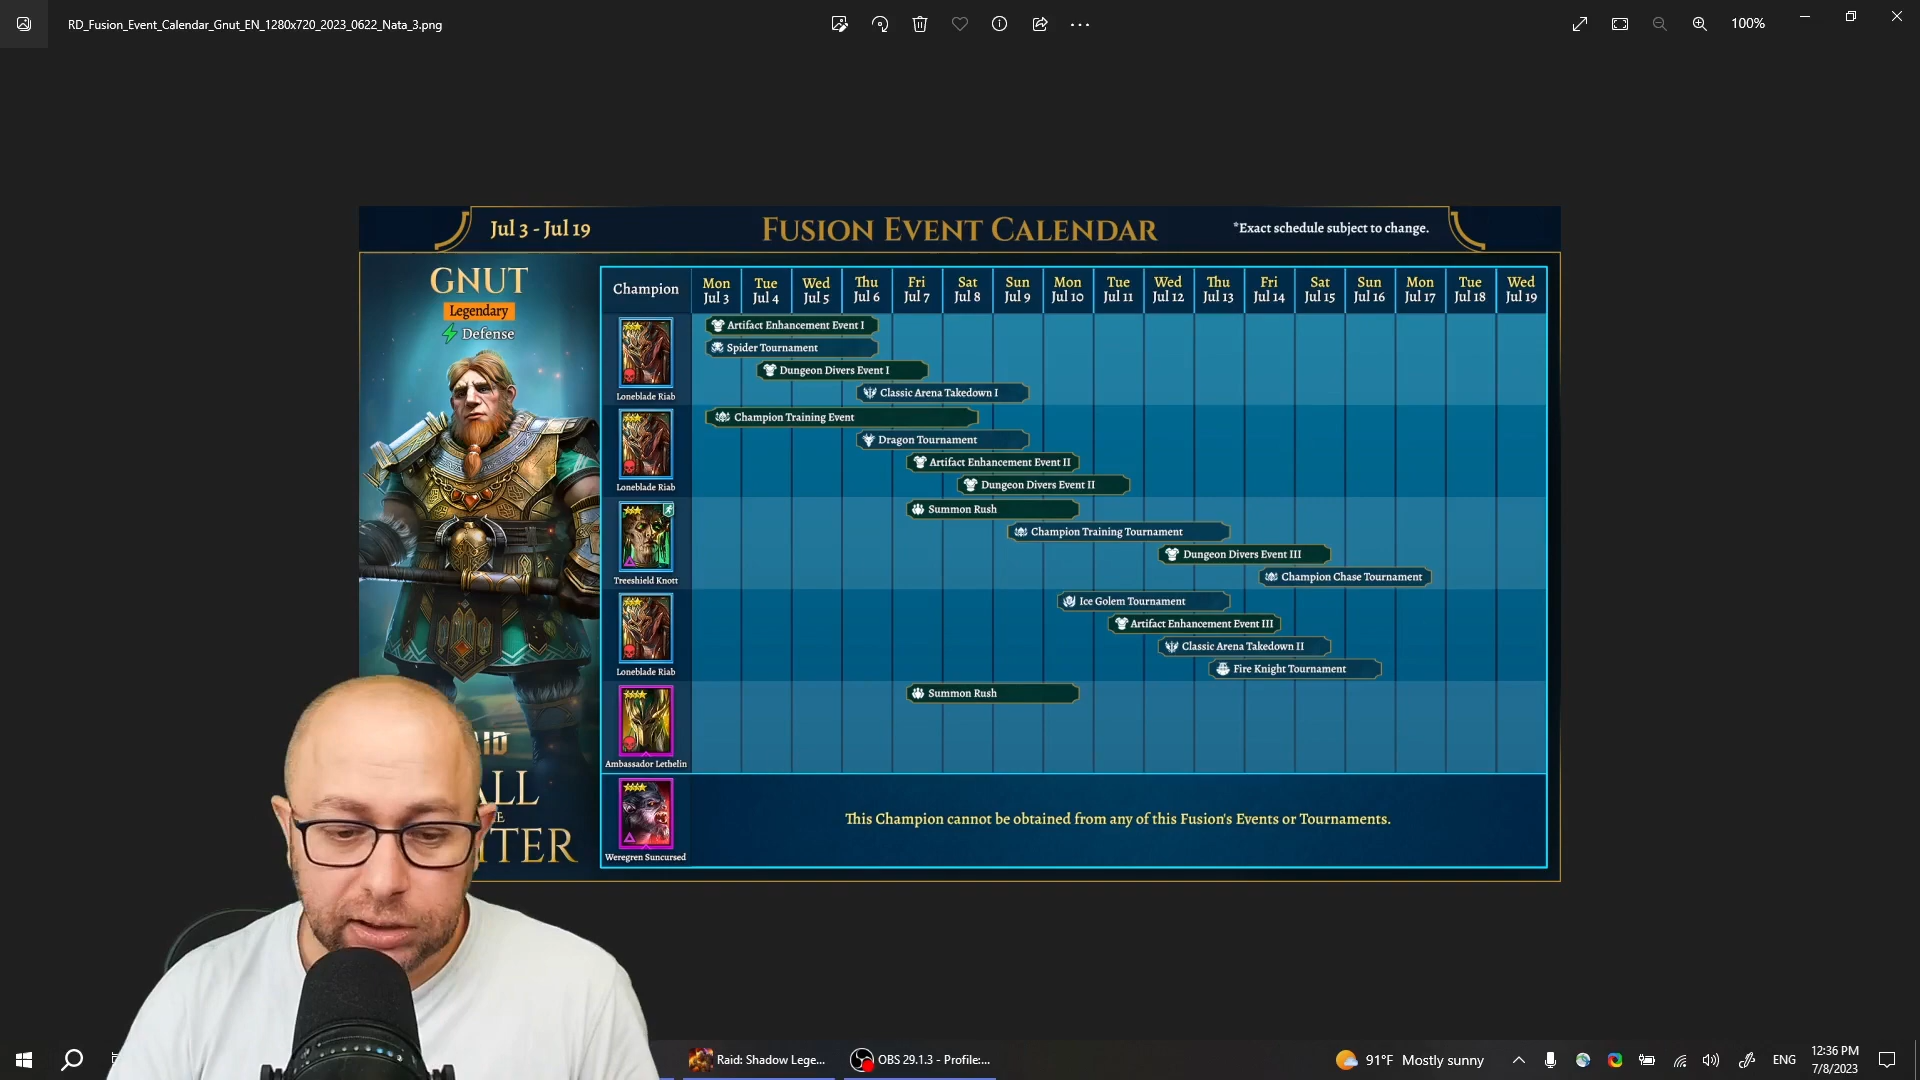 RD_Fusion_Event_Calendar_Gnut_EN_1280x720_2023_0622_Nata_3.png
100%
Jul 3 - Jul 19
FUSION EVENT CALENDAR
*Exact schedule subject to change.
GNUT
Legendary
Defense
Champion
Mon Jul 3
Tue Jul 4
Wed Jul 5
Thu Jul 6
Fri Jul 7
Sat Jul 8
Sun Jul 9
Mon Jul 10
Tue Jul 11
Wed Jul 12
Thu Jul 13
Fri Jul 14
Sat Jul 15
Sun Jul 16
Mon Jul 17
Tue Jul 18
Wed Jul 19
Artifact Enhancement Event I
Spider Tournament
Dungeon Divers Event I
Classic Arena Takedown I
Loneblade Riab
Champion Training Event
Dragon Tournament
Artifact Enhancement Event II
Dungeon Divers Event II
Loneblade Riab
Summon Rush
Champion Training Tournament
Dungeon Divers Event III
Champion Chase Tournament
Treeshield Knott
Ice Golem Tournament
Artifact Enhancement Event III
Classic Arena Takedown II
Fire Knight Tournament
Loneblade Riab
Summon Rush
Ambassador Lethelin
This Champion cannot be obtained from any of this Fusion's Events or Tournaments.
Weregren Suncursed
Raid: Shadow Lege...
OBS 29.1.3 - Profile:...
91°F Mostly sunny
ENG
12:36 PM
7/8/2023